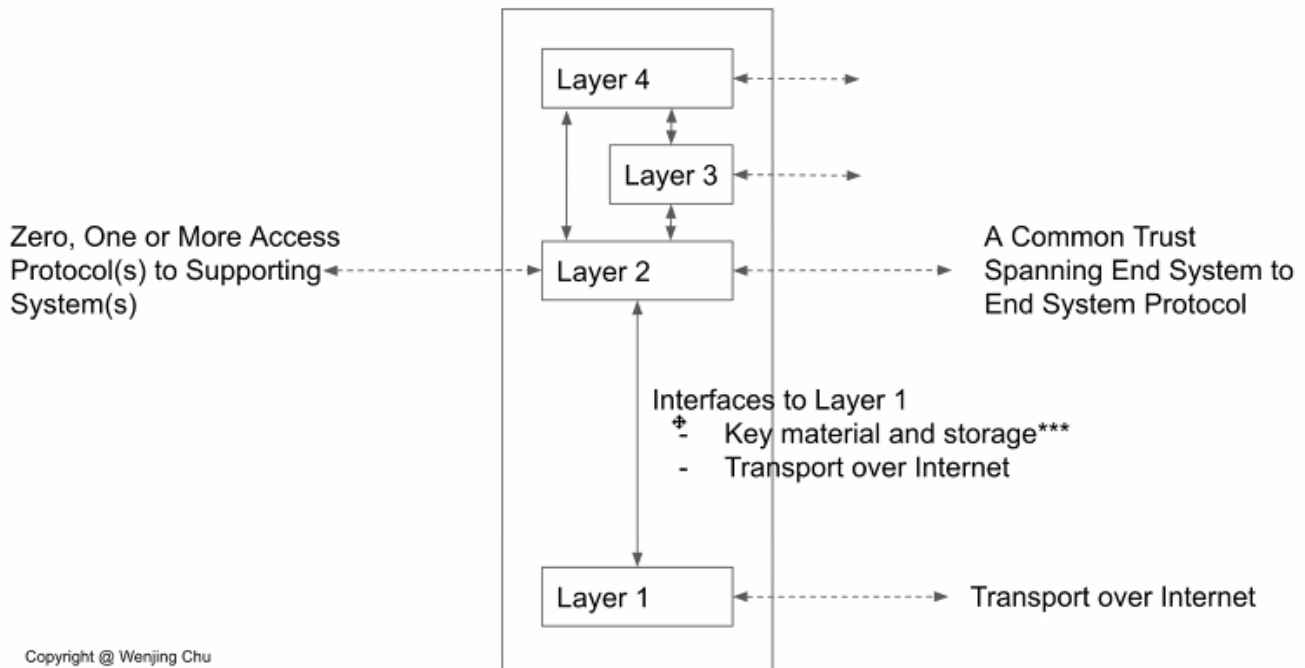 Layer 4
Layer 3
Zero, One or More Access
Protocol(s) to Supporting
System(s)
Layer 2
A Common Trust
Spanning End System to
End System Protocol
Interfaces to Layer 1
- Key material and storage***
- Transport over Internet
Layer 1
Transport over Internet
Copyright @ Wenjing Chu